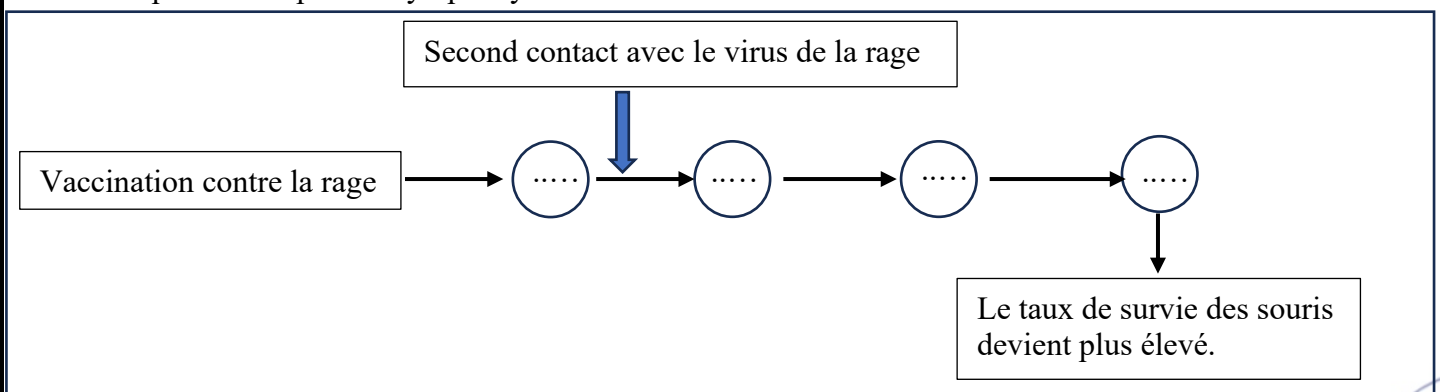 Second contact avec le virus de la rage
Vaccination contre la rage
.....
.....
.....
.....
Le taux de survie des souris
devient plus élevé.